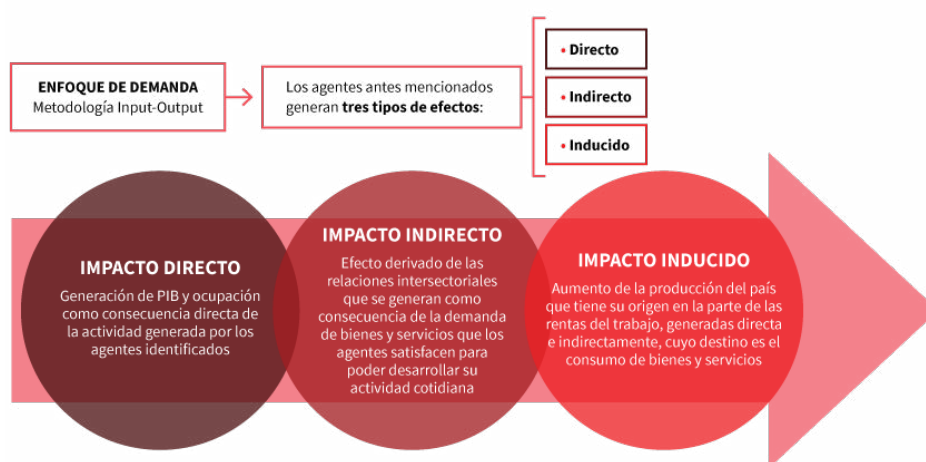 ENFOQUE DE DEMANDA
Metodología Input-Output
Los agentes antes mencionados
generan tres tipos de efectos:
• Directo
• Indirecto
• Inducido
IMPACTO DIRECTO
Generación de PIB y ocupación
como consecuencia directa de
la actividad generada por los
agentes identificados
IMPACTO INDIRECTO
Efecto derivado de las
relaciones intersectoriales
que se generan como
consecuencia de la demanda
de bienes y servicios que los
agentes satisfacen para
poder desarrollar su
actividad cotidiana
IMPACTO INDUCIDO
Aumento de la producción del país
que tiene su origen en la parte de las
rentas del trabajo, generadas directa
e indirectamente, cuyo destino es el
consumo de bienes y servicios